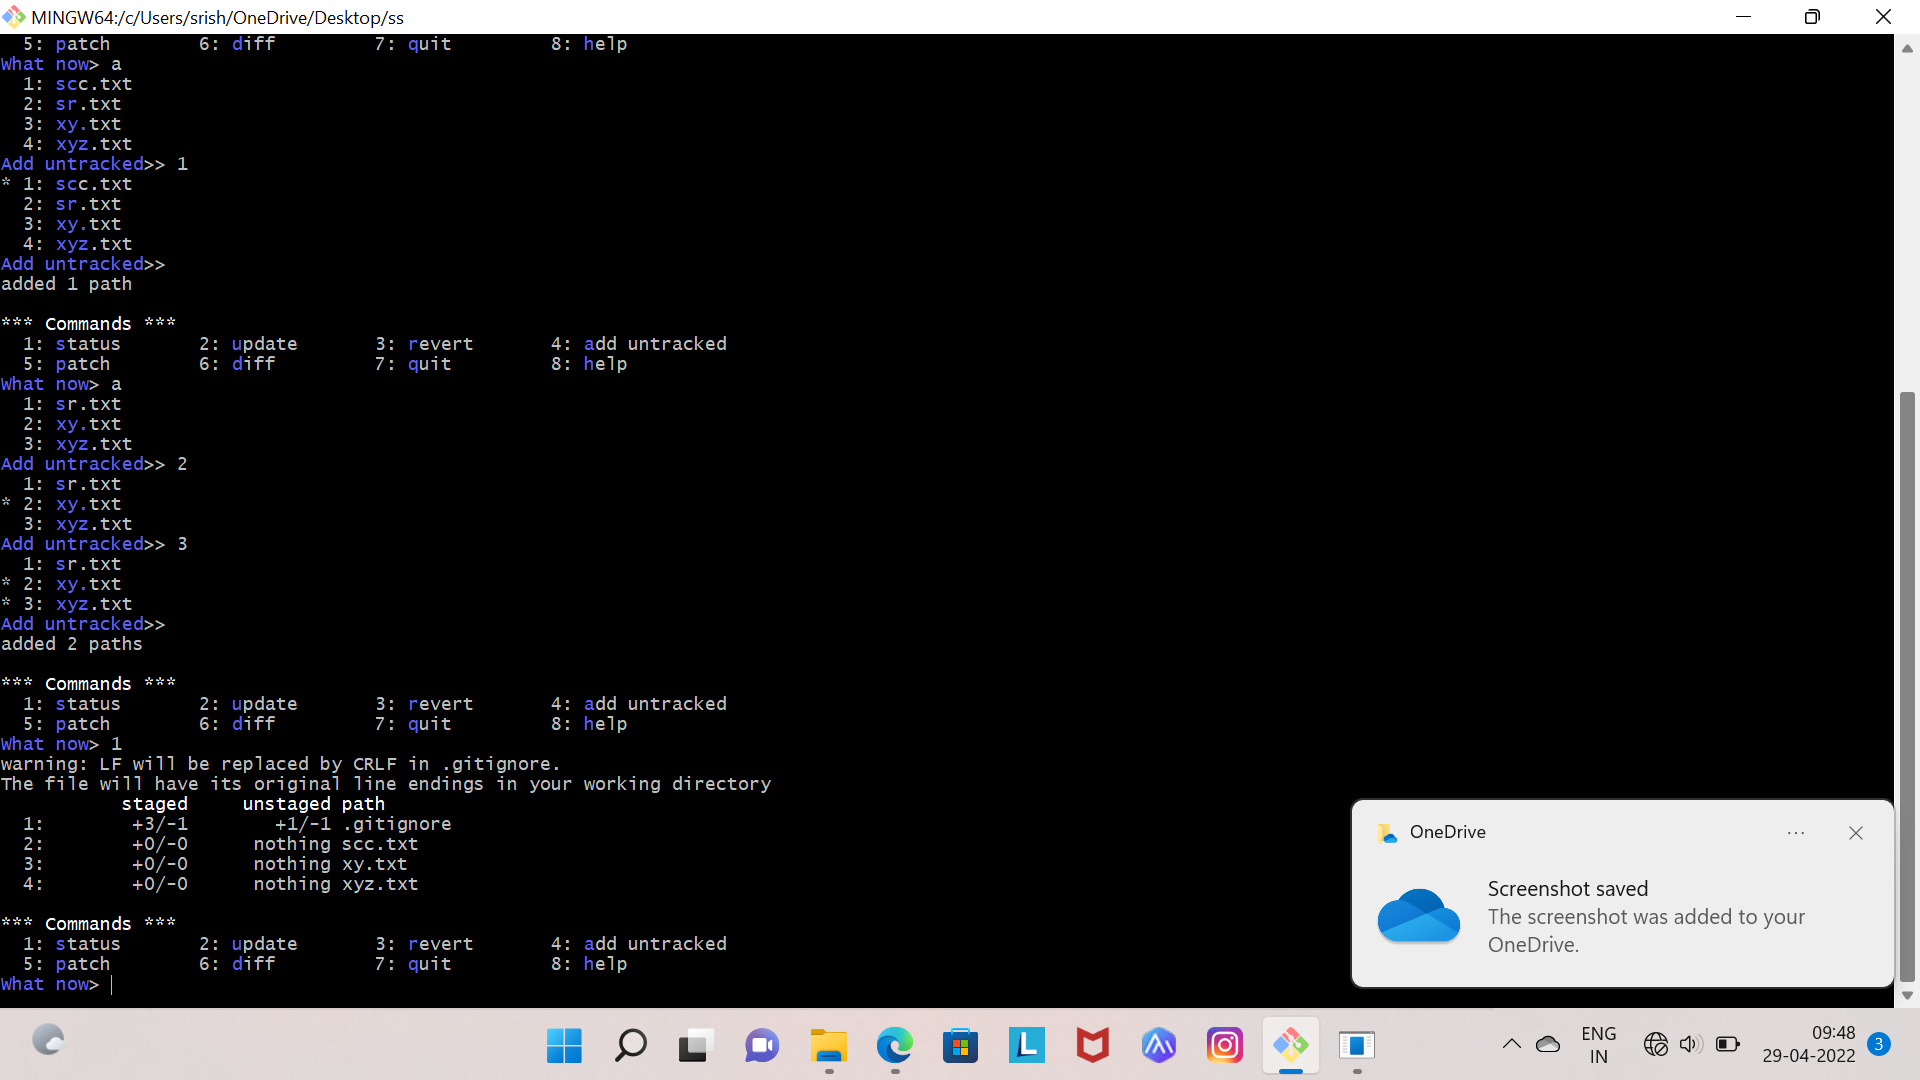 MINGW64:/c/Users/srish/OneDrive/Desktop/ss
5: patch 6: diff 7: quit 8: help
What now> a
1: scc.txt
2: sr.txt
3: xy.txt
4: xyz.txt
Add untracked>> 1
* 1: scc.txt
2: sr.txt
3: xy.txt
4: xyz.txt
Add untracked>>
added 1 path
*** Commands ***
1: status 2: update 3: revert 4: add untracked
5: patch 6: diff 7: quit 8: help
What now> a
1: sr.txt
2: xy.txt
3: xyz.txt
Add untracked>> 2
1: sr.txt
* 2: xy.txt
3: xyz.txt
Add untracked>> 3
1: sr.txt
* 2: xy.txt
* 3: xyz.txt
Add untracked>>
added 2 paths
*** Commands ***
1: status 2: update 3: revert 4: add untracked
5: patch 6: diff 7: quit 8: help
What now> 1
warning: LF will be replaced by CRLF in .gitignore.
The file will have its original line endings in your working directory
staged unstaged path
1: +3/-1 +1/-1 .gitignore
2: +0/-0 nothing scc.txt
3: +0/-0 nothing xy.txt
4: +0/-0 nothing xyz.txt
*** Commands ***
1: status 2: update 3: revert 4: add untracked
5: patch 6: diff 7: quit 8: help
What now>
OneDrive
Screenshot saved
The screenshot was added to your
OneDrive.
L
ENG
IN
09:48
29-04-2022
3